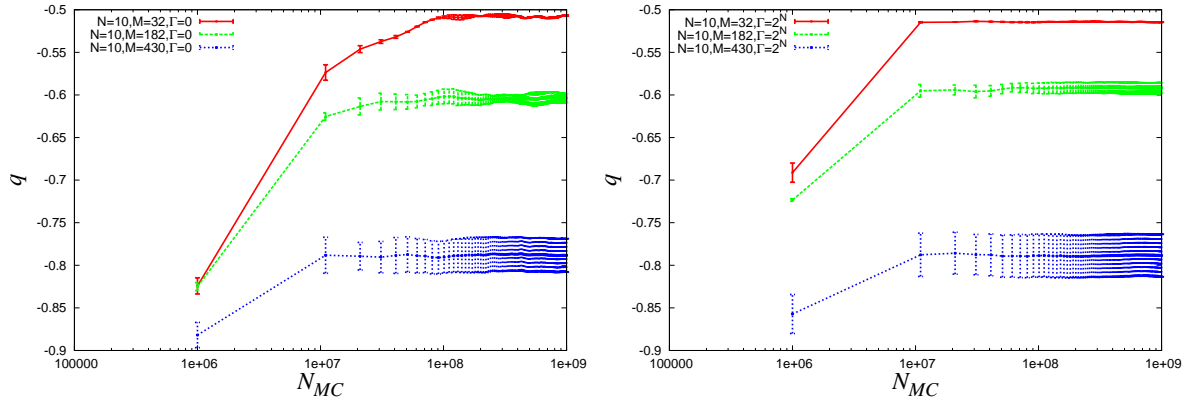 -0.5
-0.55
-0.6
-0.65
-0.7
-0.75
-0.8
-0.85
-0.9
q
N=10,M=32,Γ=0
N=10,M=182,Γ=0
N=10,M=430,Γ=0
100000 1e+06 1e+07 1e+08 1e+09
N_MC
-0.5
-0.55
-0.6
-0.65
-0.7
-0.75
-0.8
-0.85
-0.9
q
N=10,M=32,Γ=2^N
N=10,M=182,Γ=2^N
N=10,M=430,Γ=2^N
100000 1e+06 1e+07 1e+08 1e+09
N_MC